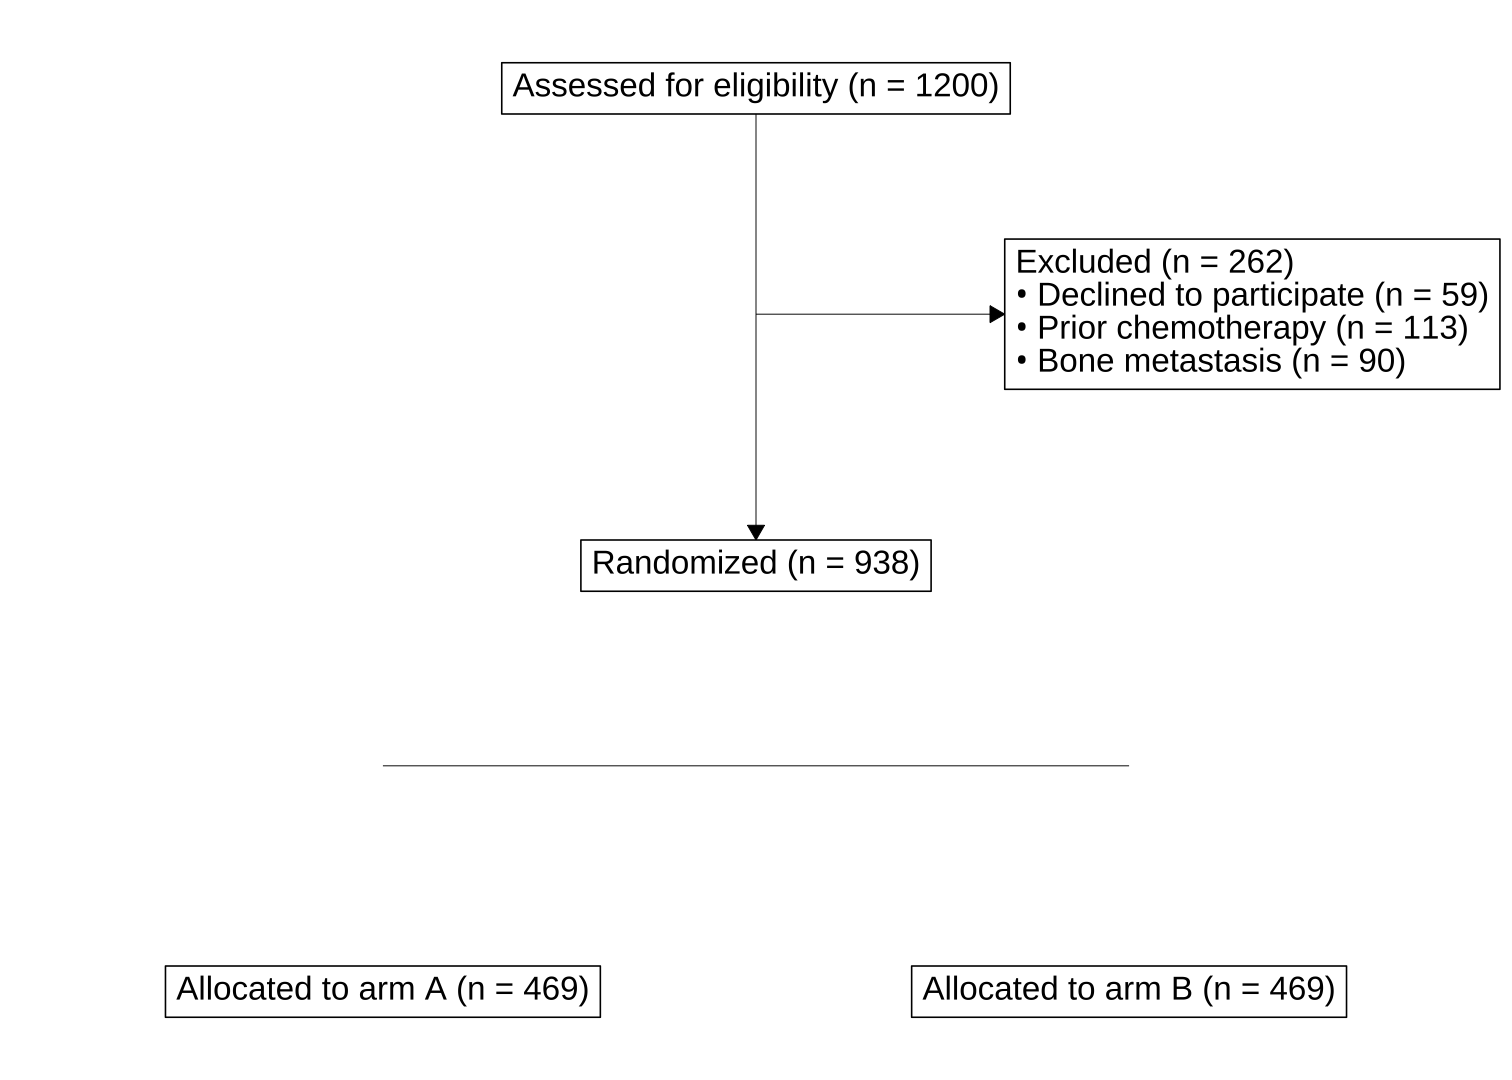 Assessed for eligibility (n = 1200)
Excluded (n = 262)
• Declined to participate (n = 59)
• Prior chemotherapy (n = 113)
• Bone metastasis (n = 90)
Randomized (n = 938)
Allocated to arm A (n = 469)
Allocated to arm B (n = 469)